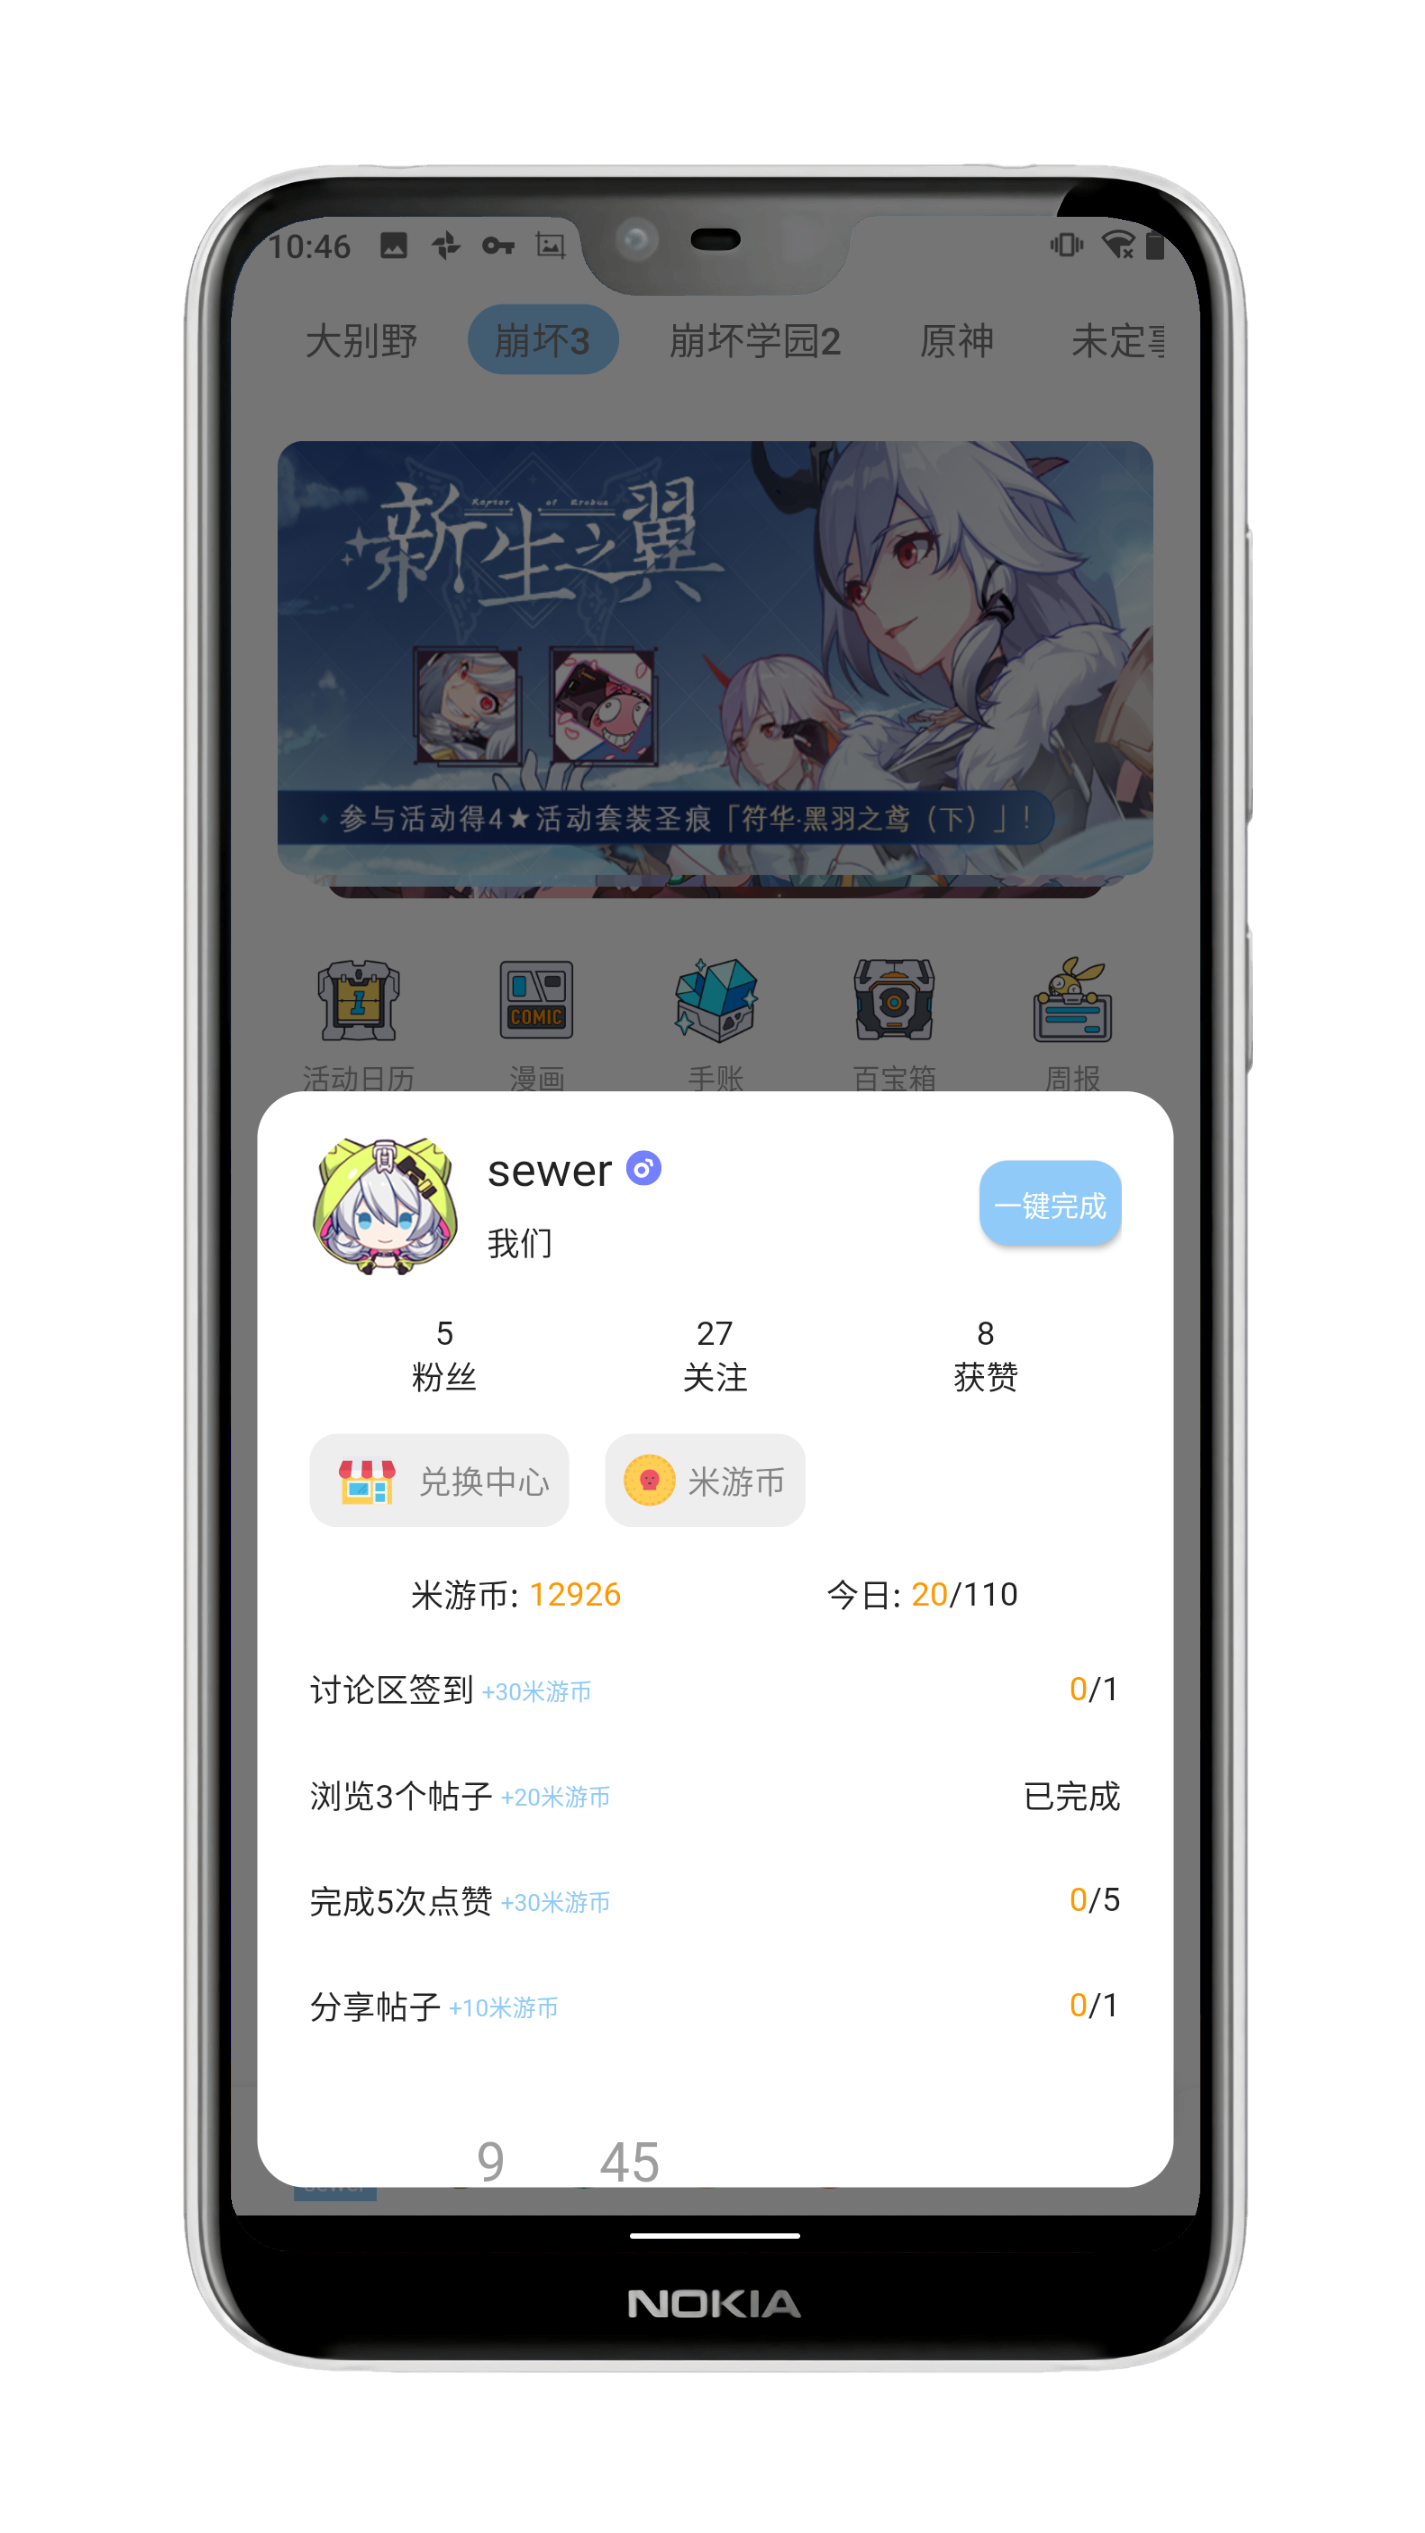 10:46
大别野 崩坏3 崩坏学园2 原神 未定
Raptor of Erebus
新生之翼
参与活动得4★活动套装圣痕「符华·黑羽之鸢（下）」！
COMIC
活动日历 漫画 手账 百宝箱 周报
sewer
我们
一键完成
5 27 8
粉丝 关注 获赞
兑换中心 米游币
米游币: 12926 今日: 20/110
讨论区签到 +30米游币 0/1
浏览3个帖子 +20米游币 已完成
完成5次点赞 +30米游币 0/5
分享帖子 +10米游币 0/1
9 45
NOKIA